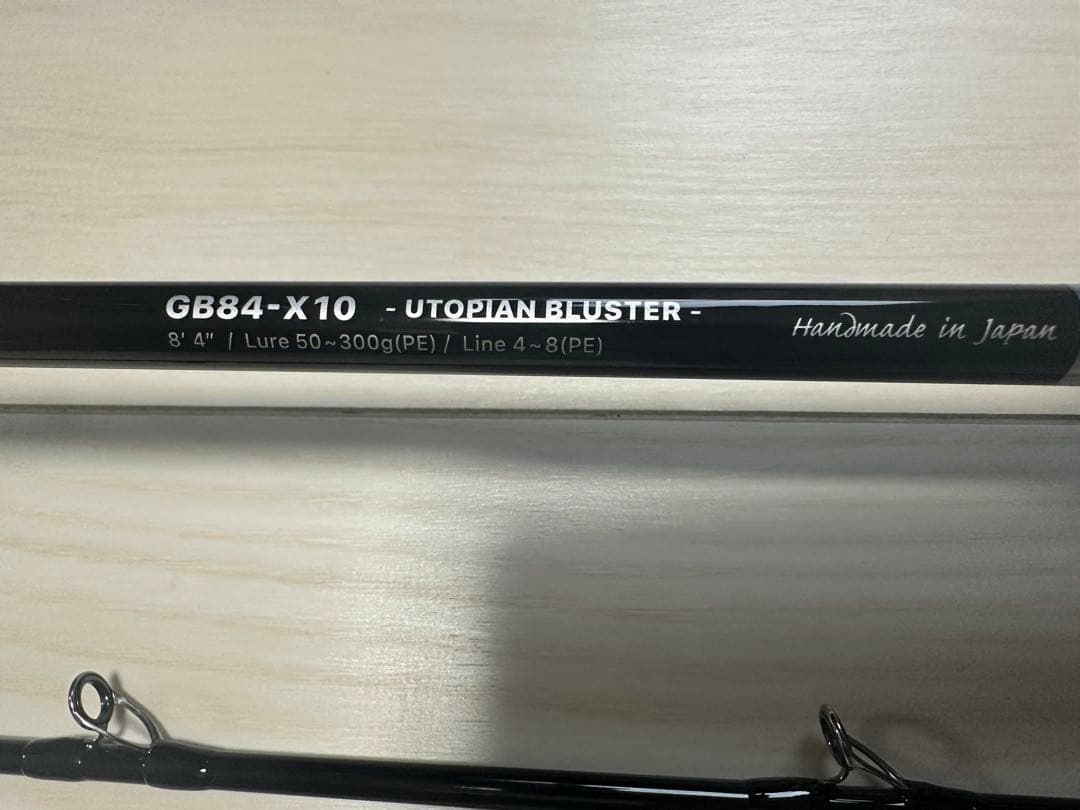 GB84-X10 - UTOPIAN BLUSTER -
8' 4" / Lure 50~300g(PE) / Line 4~8(PE)
Handmade in Japan